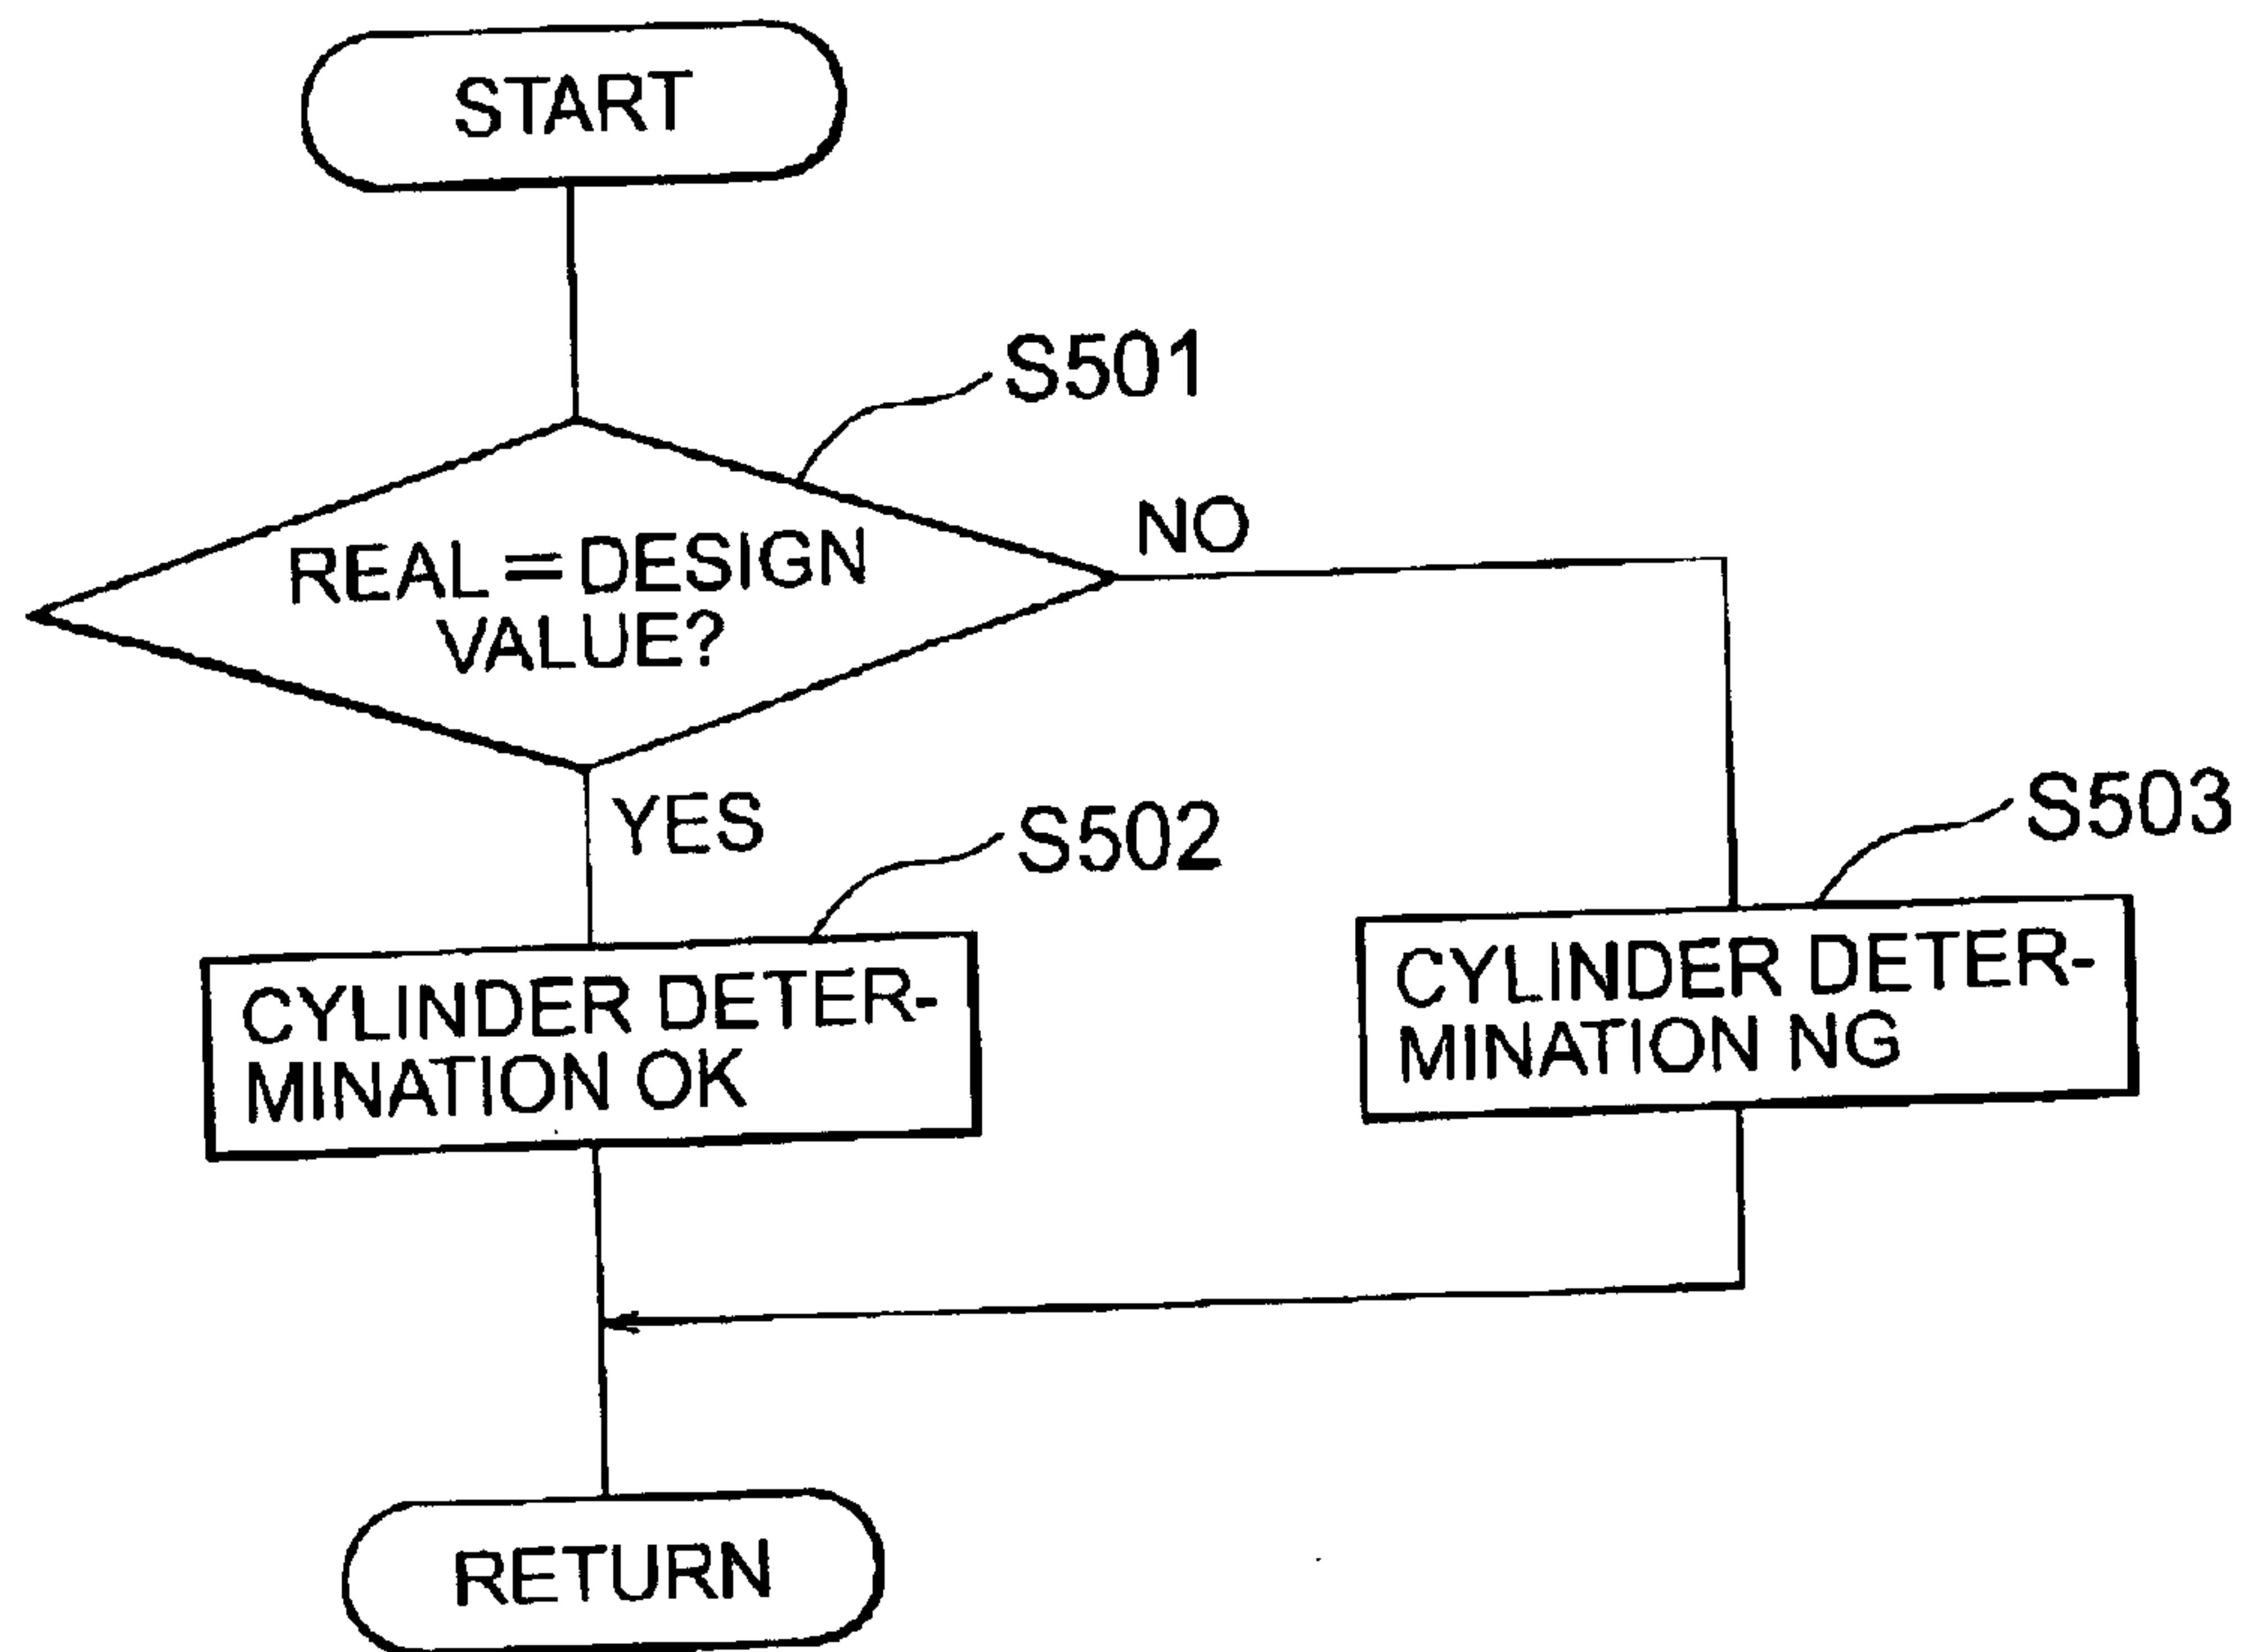 START
S501
NO
REAL = DESIGN
VALUE?
YES
S502
S503
CYLINDER DETER-
MINATION OK
CYLINDER DETER-
MINATION NG
RETURN